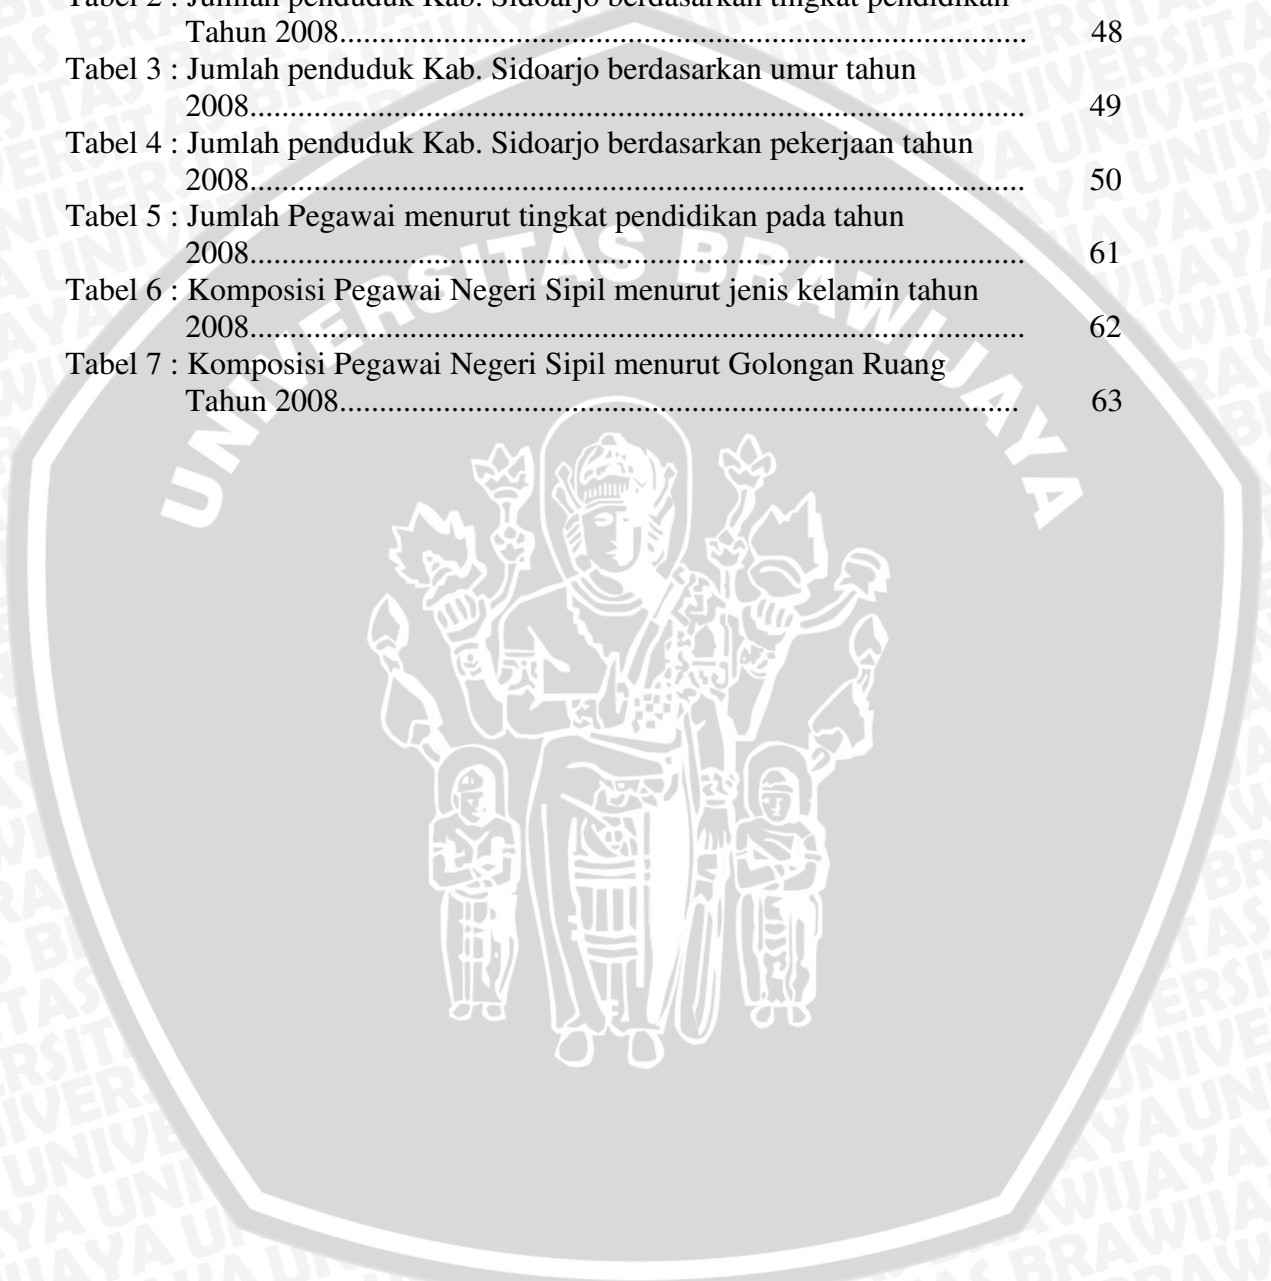 Tabel 2 : Jumlah penduduk Kab. Sidoarjo berdasarkan tingkat pendidikan
Tahun 2008................................................................................... 48
Tabel 3 : Jumlah penduduk Kab. Sidoarjo berdasarkan umur tahun
2008.............................................................................................. 49
Tabel 4 : Jumlah penduduk Kab. Sidoarjo berdasarkan pekerjaan tahun
2008.............................................................................................. 50
Tabel 5 : Jumlah Pegawai menurut tingkat pendidikan pada tahun
2008.............................................................................................. 61
Tabel 6 : Komposisi Pegawai Negeri Sipil menurut jenis kelamin tahun
2008.............................................................................................. 62
Tabel 7 : Komposisi Pegawai Negeri Sipil menurut Golongan Ruang
Tahun 2008.................................................................................. 63
UNIVERSITAS BRAWIJAYA